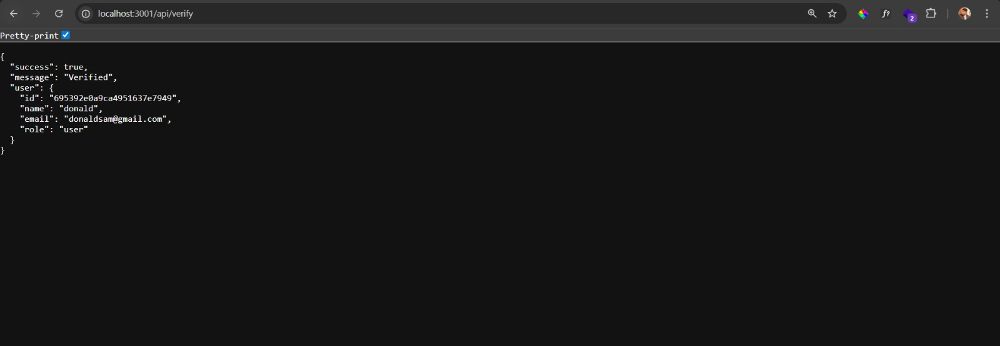 localhost:3001/api/verify
f?
2
Pretty-print
{
  "success": true,
  "message": "Verified",
  "user": {
    "id": "695392e0a9ca4951637e7949",
    "name": "donald",
    "email": "donaldsam@gmail.com",
    "role": "user"
  }
}